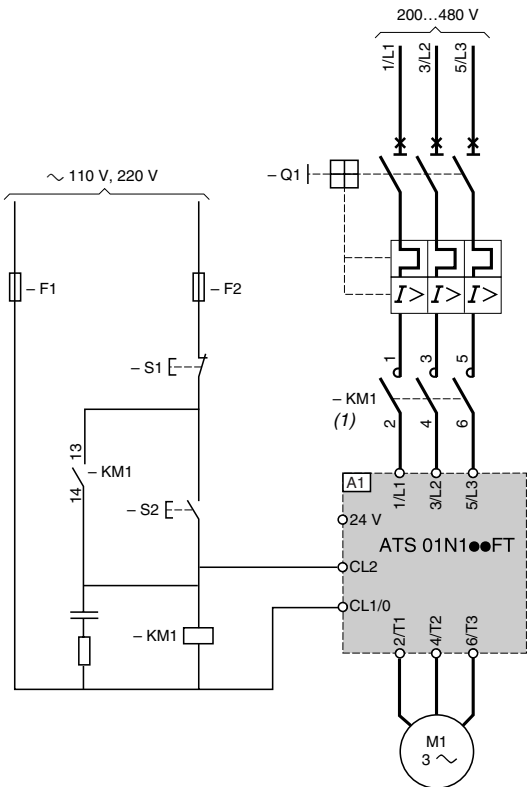 200...480 V
1/L1
3/L2
5/L3
– Q1
I >
I >
I >
~ 110 V, 220 V
– F1
– F2
– S1
1
3
5
– KM1
(1)
2
4
6
13
14
– KM1
– S2
A1
1/L1
3/L2
5/L3
24 V
ATS 01N1●●FT
CL2
CL1/0
– KM1
2/T1
4/T2
6/T3
M1
3 ~